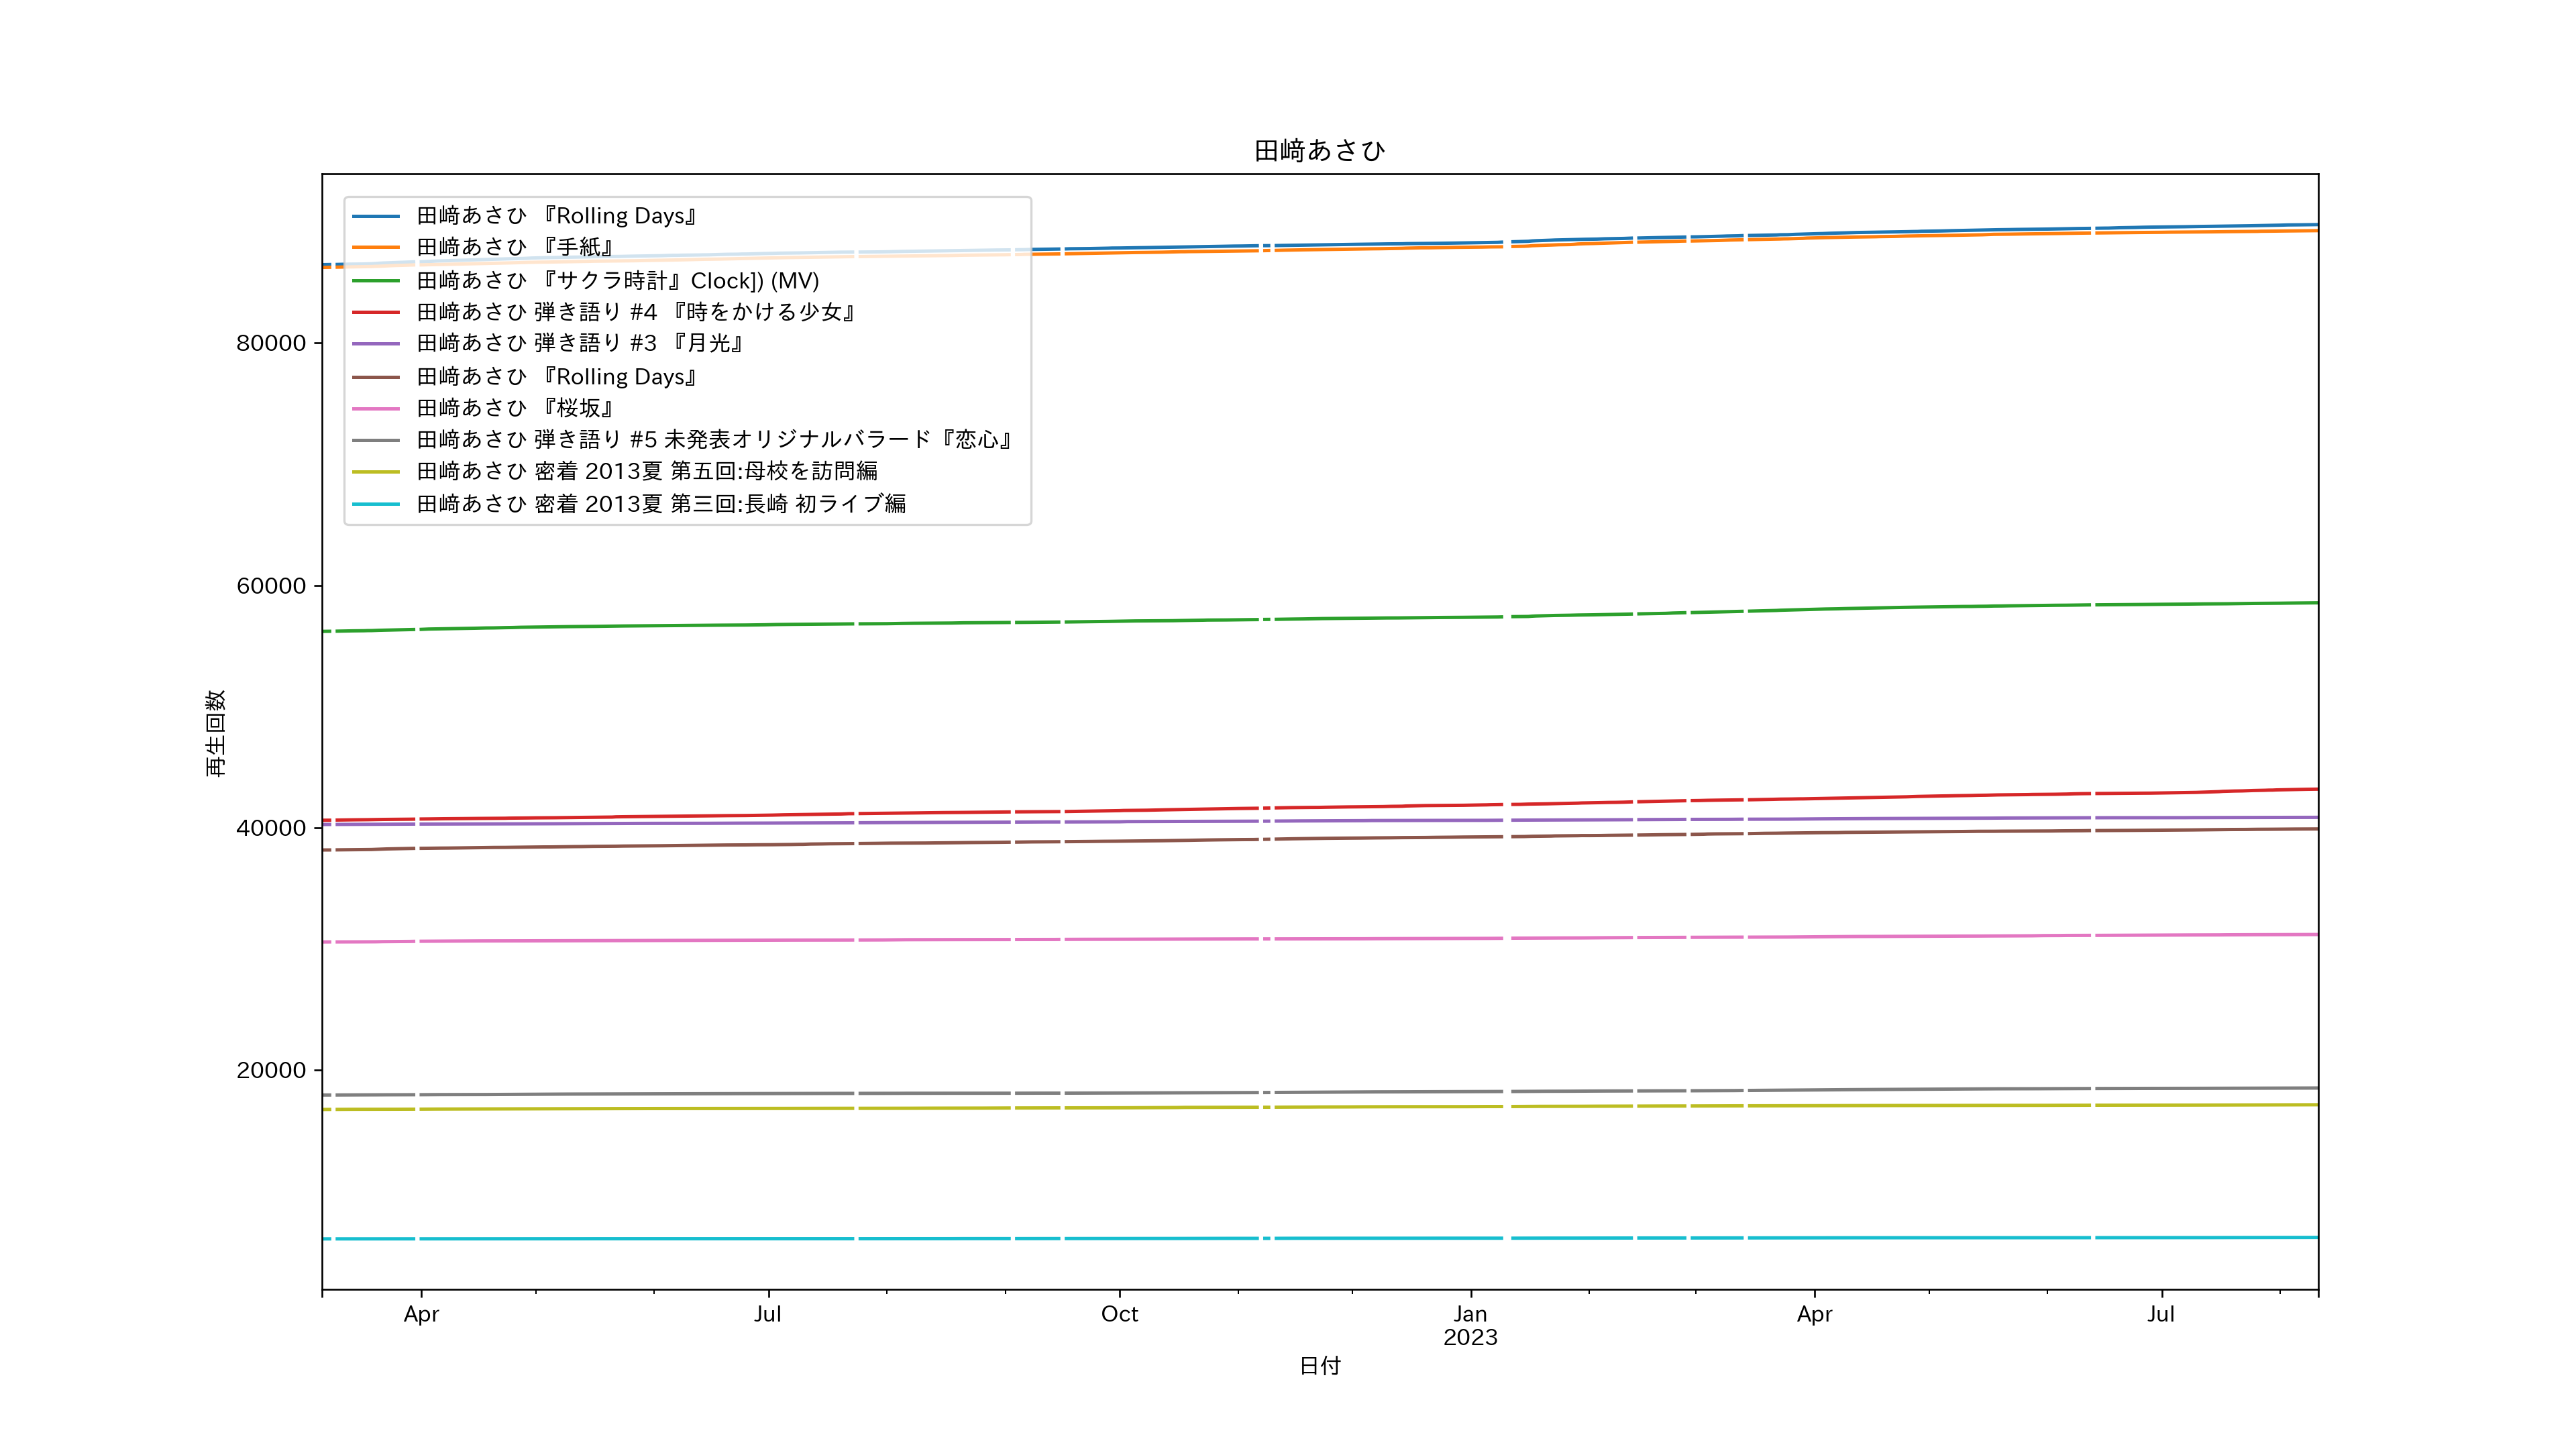 田﨑あさひ
田﨑あさひ 『Rolling Days』
田﨑あさひ 『手紙』
田﨑あさひ 『サクラ時計』Clock]) (MV)
田﨑あさひ 弾き語り #4 『時をかける少女』
田﨑あさひ 弾き語り #3 『月光』
田﨑あさひ 『Rolling Days』
田﨑あさひ 『桜坂』
田﨑あさひ 弾き語り #5 未発表オリジナルバラード『恋心』
田﨑あさひ 密着 2013夏 第五回:母校を訪問編
田﨑あさひ 密着 2013夏 第三回:長崎 初ライブ編
80000
60000
40000
20000
再生回数
Apr Jul Oct Jan Apr Jul
2023
日付